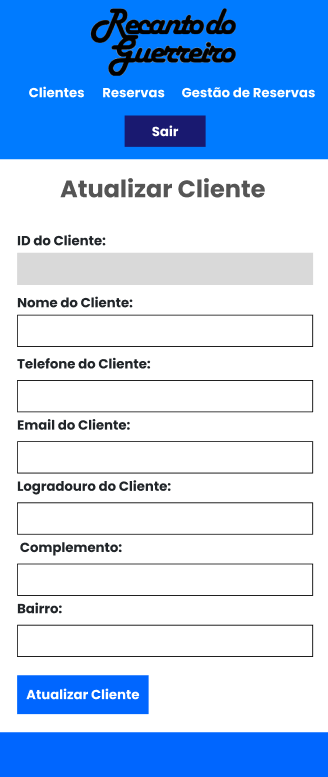 Recanto do
Guerreiro
Clientes Reservas Gestão de Reservas
Sair
Atualizar Cliente
ID do Cliente:
Nome do Cliente:
Telefone do Cliente:
Email do Cliente:
Logradouro do Cliente:
Complemento:
Bairro:
Atualizar Cliente